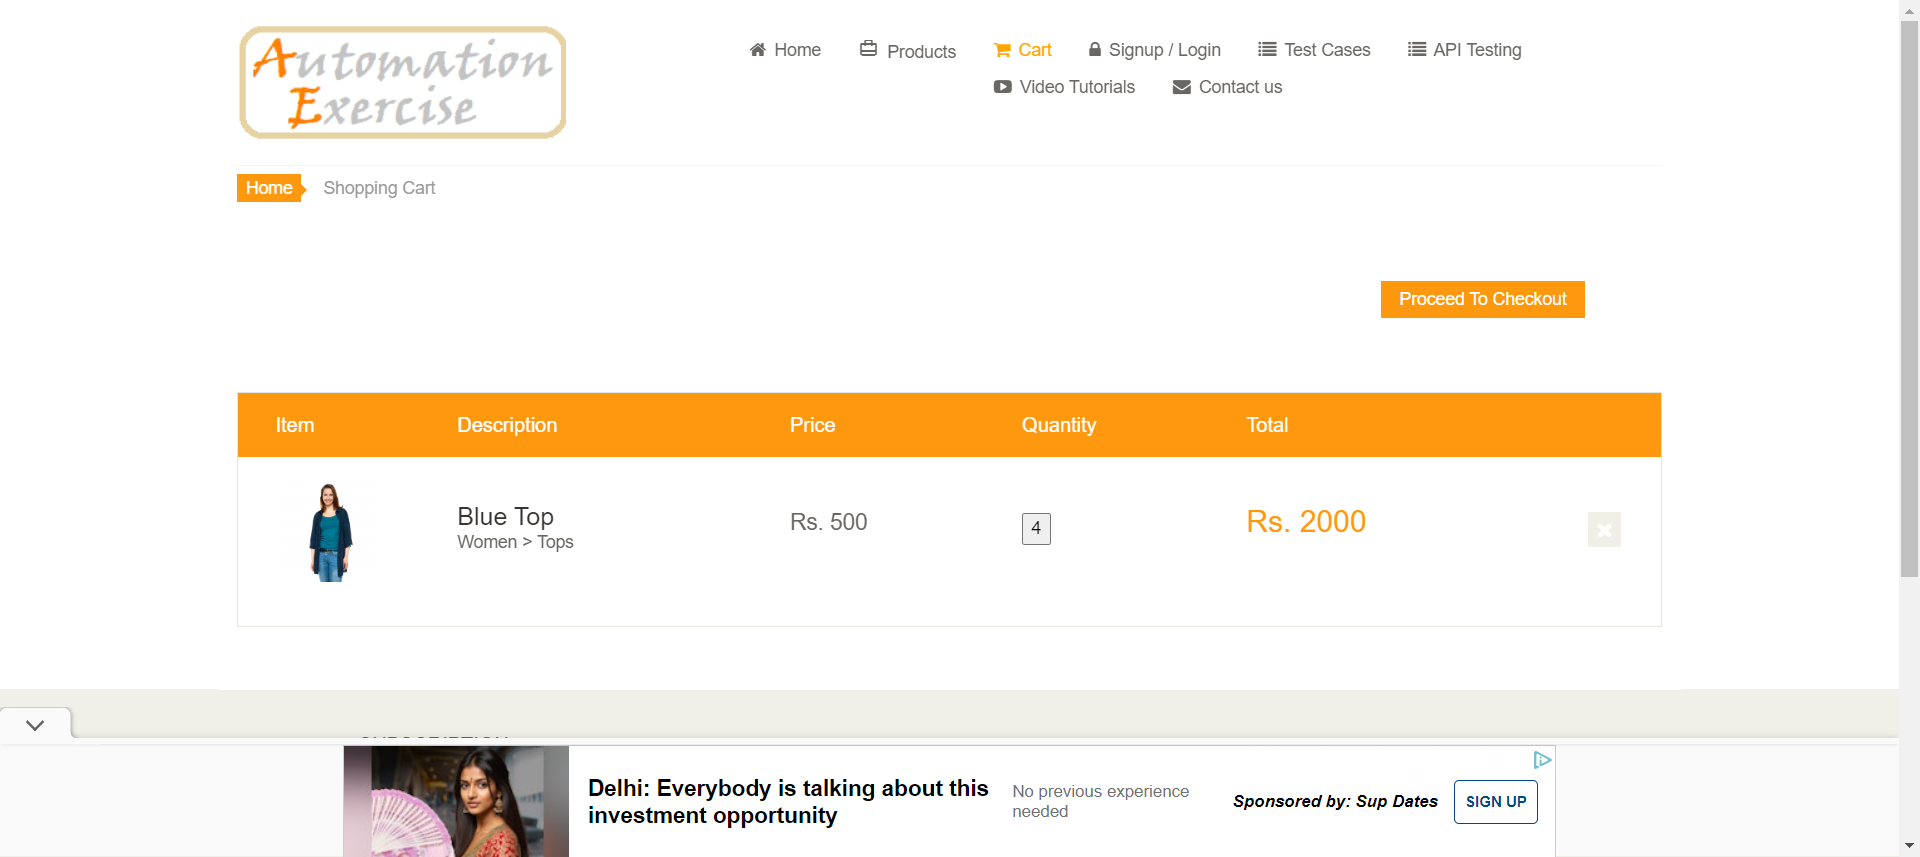 Automation
Exercise
Home
Products
Cart
Signup / Login
Test Cases
API Testing
Video Tutorials
Contact us
Home
Shopping Cart
Proceed To Checkout
Item Description Price Quantity Total
Blue Top
Women > Tops
Rs. 500
4
Rs. 2000
SUBSCRIPTION
Delhi: Everybody is talking about this
investment opportunity
No previous experience
needed
Sponsored by: Sup Dates
SIGN UP